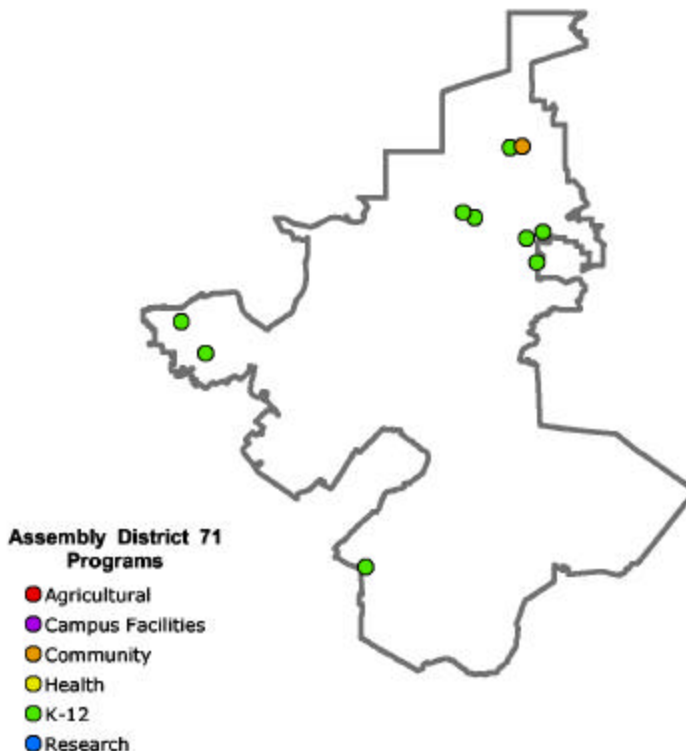 Assembly District 71
Programs
Agricultural
Campus Facilities
Community
Health
K-12
Research